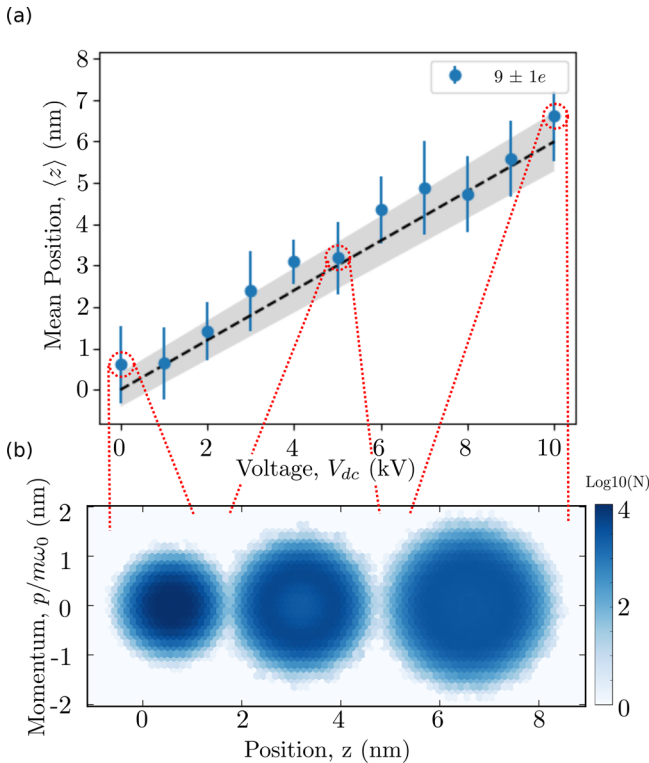 (a)
8
7
6
5
4
3
2
1
0
Mean Position, ⟨z⟩ (nm)
9 ± 1e
0 2 4 6 8 10
Voltage, V_dc (kV)
(b)
Log10(N)
2
1
0
-1
-2
Momentum, p/mω₀ (nm)
4
2
0
0 2 4 6 8
Position, z (nm)